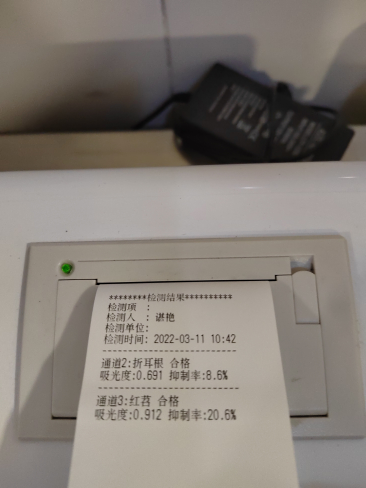 ********检测结果**********
检测项 :
检测人 : 谌艳
检测单位:
检测时间: 2022-03-11 10:42
--------------------------
通道2:折耳根 合格
吸光度:0.691 抑制率:8.6%
--------------------------
通道3:红苕 合格
吸光度:0.912 抑制率:20.6%